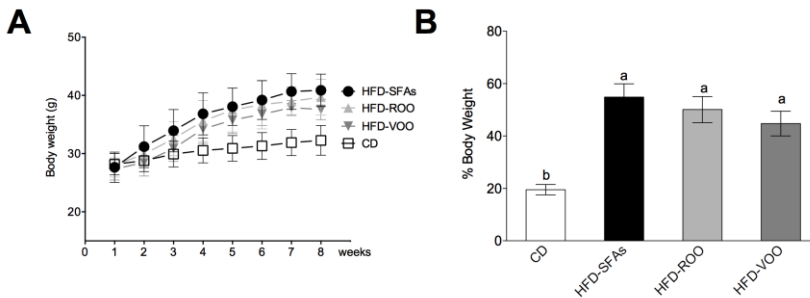 A
Body weight (g)
50
40
30
20
0 1 2 3 4 5 6 7 8 weeks
HFD-SFAs
HFD-ROO
HFD-VOO
CD
B
% Body Weight
80
60
40
20
0
b
a
a
a
CD
HFD-SFAs
HFD-ROO
HFD-VOO